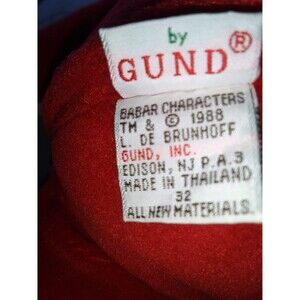 by
GUND®
BABAR CHARACTERS
TM & © 1988
L. DE BRUNHOFF
GUND, INC.
EDISON, NJ P.A.3
MADE IN THAILAND
32
ALL NEW MATERIALS.